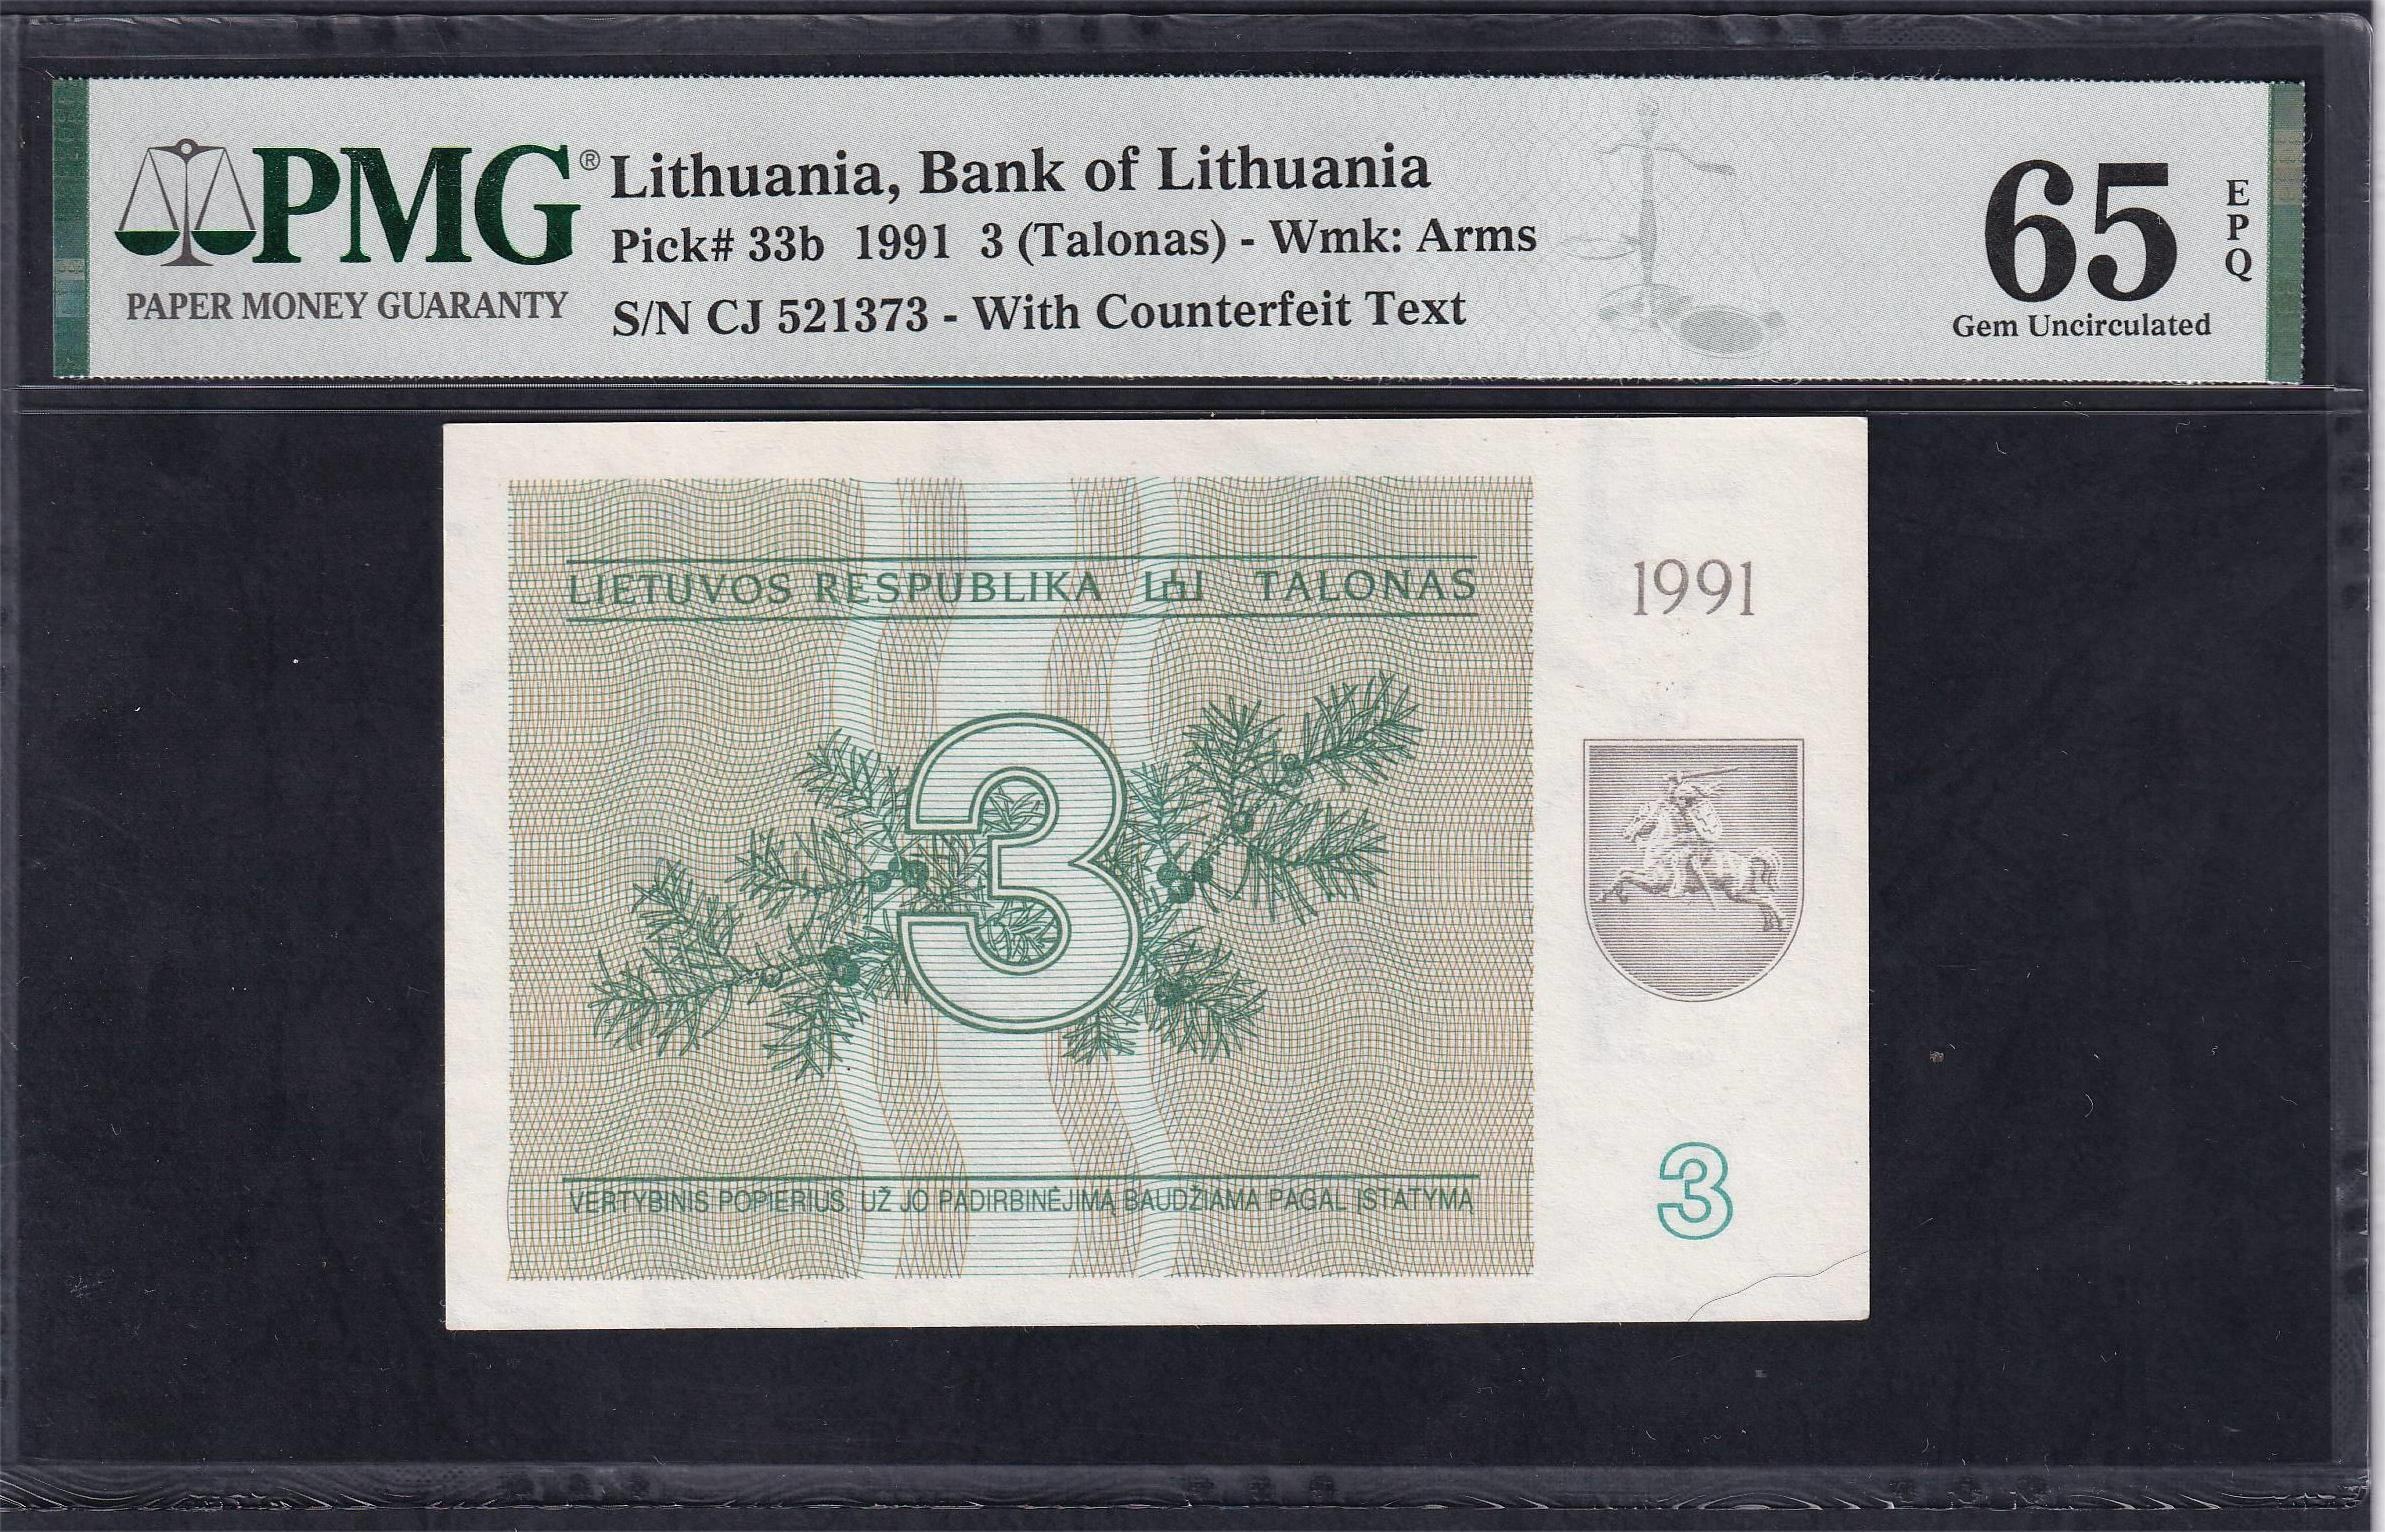 PMG®
PAPER MONEY GUARANTY
Lithuania, Bank of Lithuania
Pick# 33b 1991 3 (Talonas) - Wmk: Arms
S/N CJ 521373 - With Counterfeit Text
65
EPQ
Gem Uncirculated
LIETUVOS RESPUBLIKA TALONAS
1991
3
VERTYBINIS POPIERIUS. UŽ JO PADIRBINĖJIMĄ BAUDŽIAMA PAGAL ĮSTATYMĄ
3